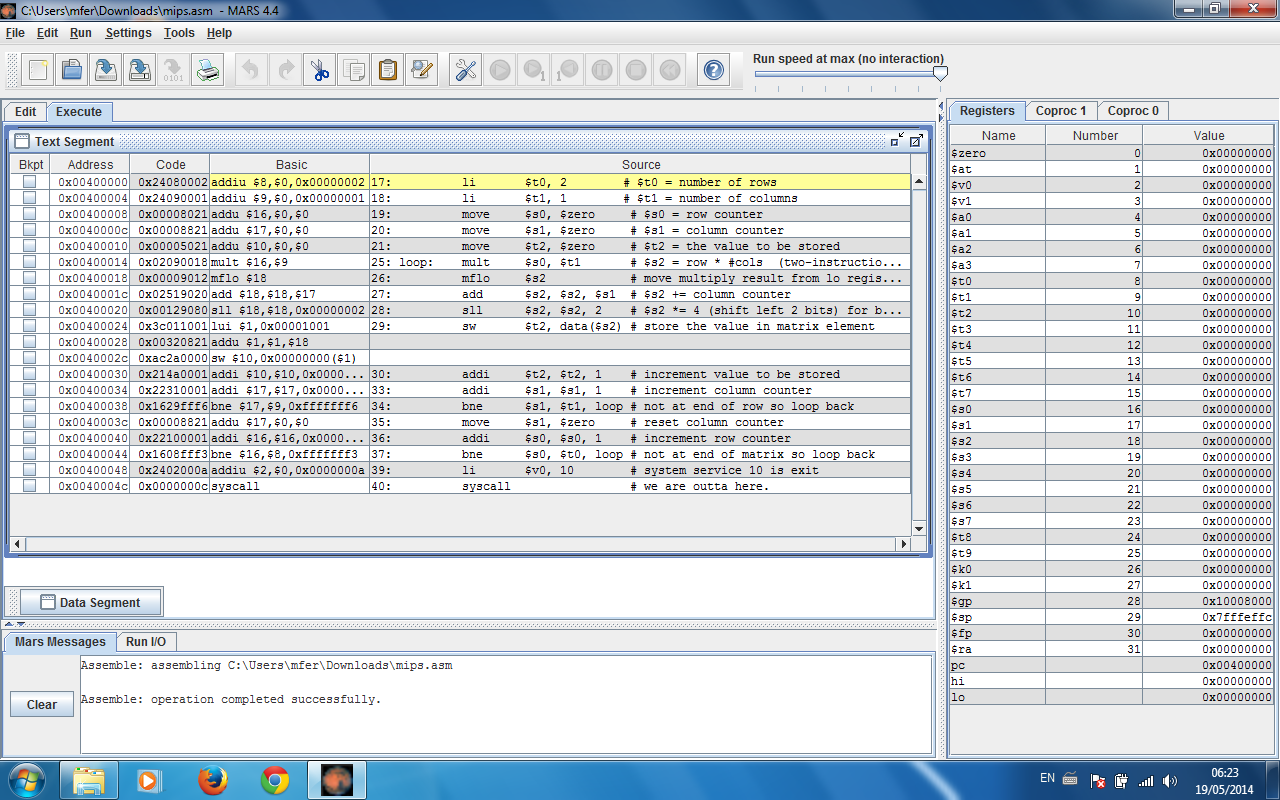 C:\Users\mfer\Downloads\mips.asm - MARS 4.4
File Edit Run Settings Tools Help
Run speed at max (no interaction)
Edit Execute
Text Segment
Bkpt Address Code Basic Source
0x00400000 0x24080002 addiu $8,$0,0x00000002 17: li $t0, 2 # $t0 = number of rows
0x00400004 0x24090001 addiu $9,$0,0x00000001 18: li $t1, 1 # $t1 = number of columns
0x00400008 0x00008021 addu $16,$0,$0 19: move $s0, $zero # $s0 = row counter
0x0040000c 0x00008821 addu $17,$0,$0 20: move $s1, $zero # $s1 = column counter
0x00400010 0x00005021 addu $10,$0,$0 21: move $t2, $zero # $t2 = the value to be stored
0x00400014 0x02090018 mult $16,$9 25: loop: mult $s0, $t1 # $s2 = row * #cols (two-instructio...
0x00400018 0x00009012 mflo $18 26: mflo $s2 # move multiply result from lo regis...
0x0040001c 0x02519020 add $18,$18,$17 27: add $s2, $s2, $s1 # $s2 += column counter
0x00400020 0x00129080 sll $18,$18,0x00000002 28: sll $s2, $s2, 2 # $s2 *= 4 (shift left 2 bits) for b...
0x00400024 0x3c011001 lui $1,0x00001001 29: sw $t2, data($s2) # store the value in matrix element
0x00400028 0x00320821 addu $1,$1,$18
0x0040002c 0xac2a0000 sw $10,0x00000000($1)
0x00400030 0x214a0001 addi $10,$10,0x0000... 30: addi $t2, $t2, 1 # increment value to be stored
0x00400034 0x22310001 addi $17,$17,0x0000... 33: addi $s1, $s1, 1 # increment column counter
0x00400038 0x1629fff6 bne $17,$9,0xfffffff6 34: bne $s1, $t1, loop # not at end of row so loop back
0x0040003c 0x00008821 addu $17,$0,$0 35: move $s1, $zero # reset column counter
0x00400040 0x22100001 addi $16,$16,0x0000... 36: addi $s0, $s0, 1 # increment row counter
0x00400044 0x1608fff3 bne $16,$8,0xfffffff3 37: bne $s0, $t0, loop # not at end of matrix so loop back
0x00400048 0x2402000a addiu $2,$0,0x0000000a 39: li $v0, 10 # system service 10 is exit
0x0040004c 0x0000000c syscall 40: syscall # we are outta here.
Data Segment
Mars Messages Run I/O
Assemble: assembling C:\Users\mfer\Downloads\mips.asm
Assemble: operation completed successfully.
Clear
Registers Coproc 1 Coproc 0
Name Number Value
$zero 0 0x00000000
$at 1 0x00000000
$v0 2 0x00000000
$v1 3 0x00000000
$a0 4 0x00000000
$a1 5 0x00000000
$a2 6 0x00000000
$a3 7 0x00000000
$t0 8 0x00000000
$t1 9 0x00000000
$t2 10 0x00000000
$t3 11 0x00000000
$t4 12 0x00000000
$t5 13 0x00000000
$t6 14 0x00000000
$t7 15 0x00000000
$s0 16 0x00000000
$s1 17 0x00000000
$s2 18 0x00000000
$s3 19 0x00000000
$s4 20 0x00000000
$s5 21 0x00000000
$s6 22 0x00000000
$s7 23 0x00000000
$t8 24 0x00000000
$t9 25 0x00000000
$k0 26 0x00000000
$k1 27 0x00000000
$gp 28 0x10008000
$sp 29 0x7fffeffc
$fp 30 0x00000000
$ra 31 0x00000000
pc 0x00400000
hi 0x00000000
lo 0x00000000
EN
06:23
19/05/2014